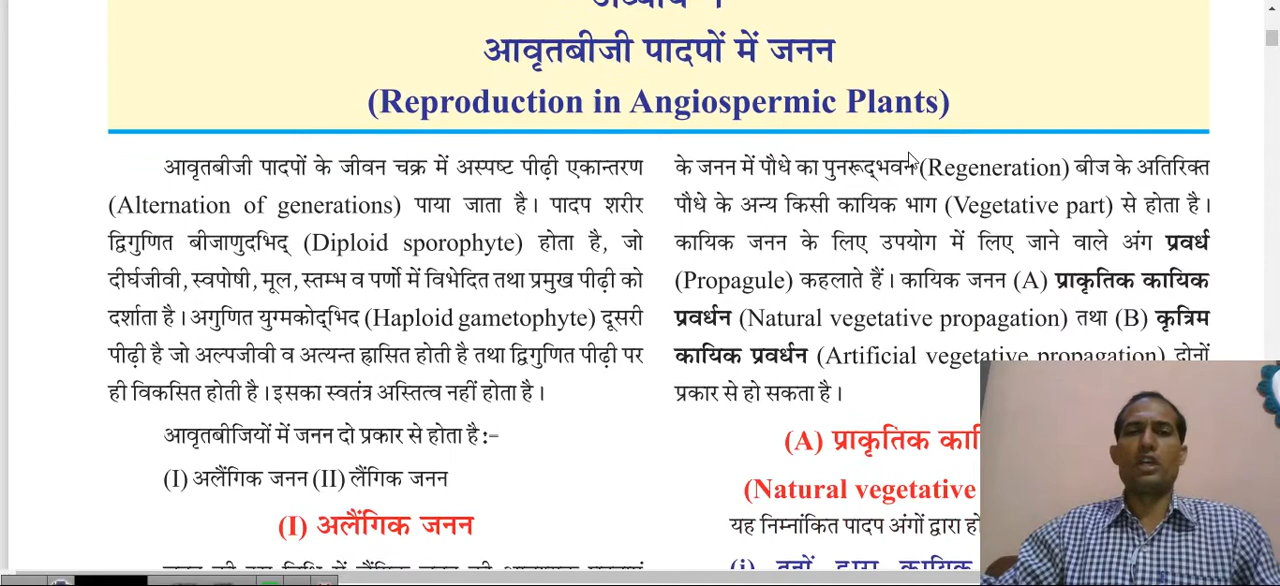 आवृतबीजी पादपों में जनन
(Reproduction in Angiospermic Plants)
आवृतबीजी पादपों के जीवन चक्र में अस्पष्ट पीढ़ी एकान्तरण
(Alternation of generations) पाया जाता है। पादप शरीर
द्विगुणित बीजाणुदभिद् (Diploid sporophyte) होता है, जो
दीर्घजीवी, स्वपोषी, मूल, स्तम्भ व पर्णो में विभेदित तथा प्रमुख पीढ़ी को
दर्शाता है। अगुणित युग्मकोद्भिद (Haploid gametophyte) दूसरी
पीढ़ी है जो अल्पजीवी व अत्यन्त ह्रासित होती है तथा द्विगुणित पीढ़ी पर
ही विकसित होती है। इसका स्वतंत्र अस्तित्व नहीं होता है।
आवृतबीजियों में जनन दो प्रकार से होता है:-
(I) अलैंगिक जनन (II) लैंगिक जनन
(I) अलैंगिक जनन
के जनन में पौधे का पुनरूद्भवन (Regeneration) बीज के अतिरिक्त
पौधे के अन्य किसी कायिक भाग (Vegetative part) से होता है।
कायिक जनन के लिए उपयोग में लिए जाने वाले अंग प्रवर्ध
(Propagule) कहलाते हैं। कायिक जनन (A) प्राकृतिक कायिक
प्रवर्धन (Natural vegetative propagation) तथा (B) कृत्रिम
कायिक प्रवर्धन (Artificial vegetative propagation) दोनों
प्रकार से हो सकता है।
(A) प्राकृतिक
(Natural vegetative
यह निम्नांकित पादप अंगों द्वारा
(i) तनों द्वारा कायिक